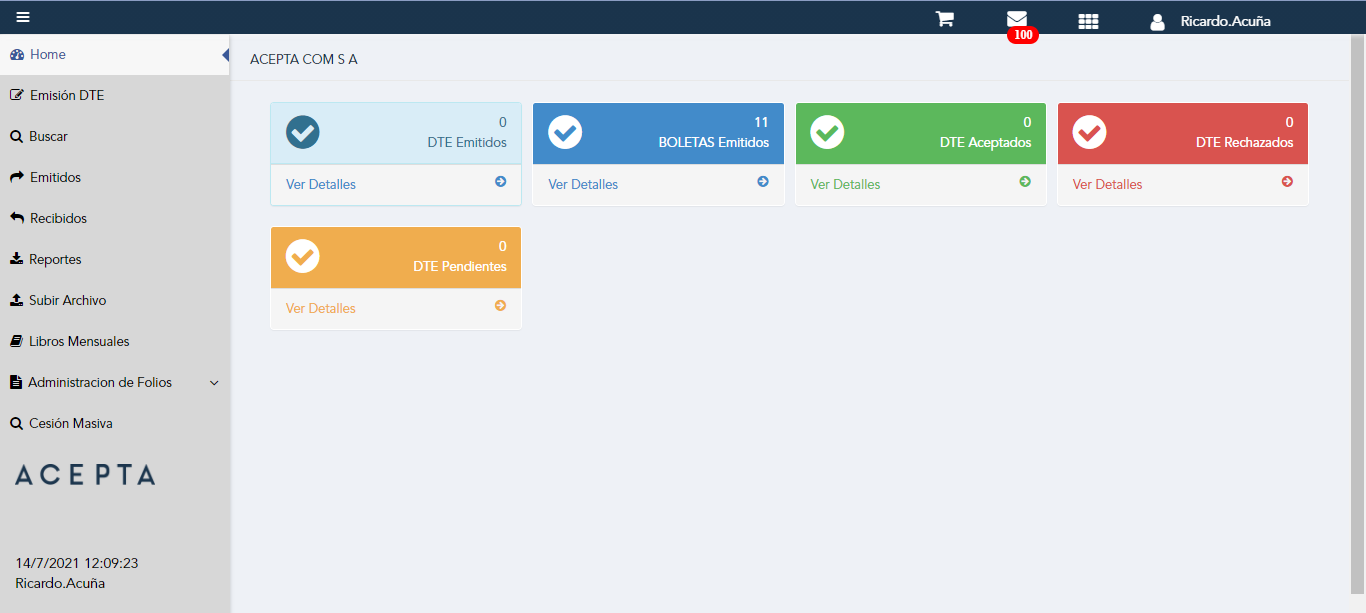 100
Ricardo.Acuña
Home
Emisión DTE
Buscar
Emitidos
Recibidos
Reportes
Subir Archivo
Libros Mensuales
Administracion de Folios
Cesión Masiva
ACEPTA
14/7/2021 12:09:23
Ricardo.Acuña
ACEPTA COM S A
0
DTE Emitidos
Ver Detalles
11
BOLETAS Emitidos
Ver Detalles
0
DTE Aceptados
Ver Detalles
0
DTE Rechazados
Ver Detalles
0
DTE Pendientes
Ver Detalles